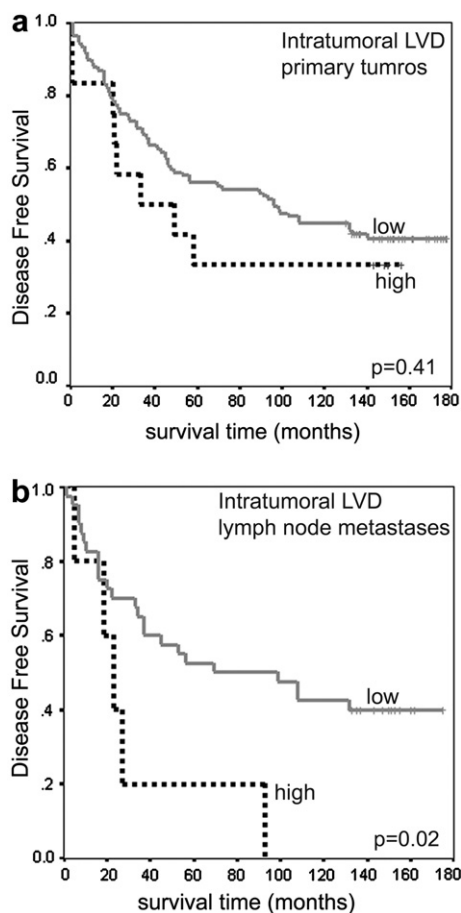 a
Intratumoral LVD
primary tumros
Disease Free Survival
1.0
.8
.6
.4
.2
0.0
low
high
p=0.41
0 20 40 60 80 100 120 140 160 180
survival time (months)
b
Intratumoral LVD
lymph node metastases
Disease Free Survival
1.0
.8
.6
.4
.2
0.0
low
high
p=0.02
0 20 40 60 80 100 120 140 160 180
survival time (months)